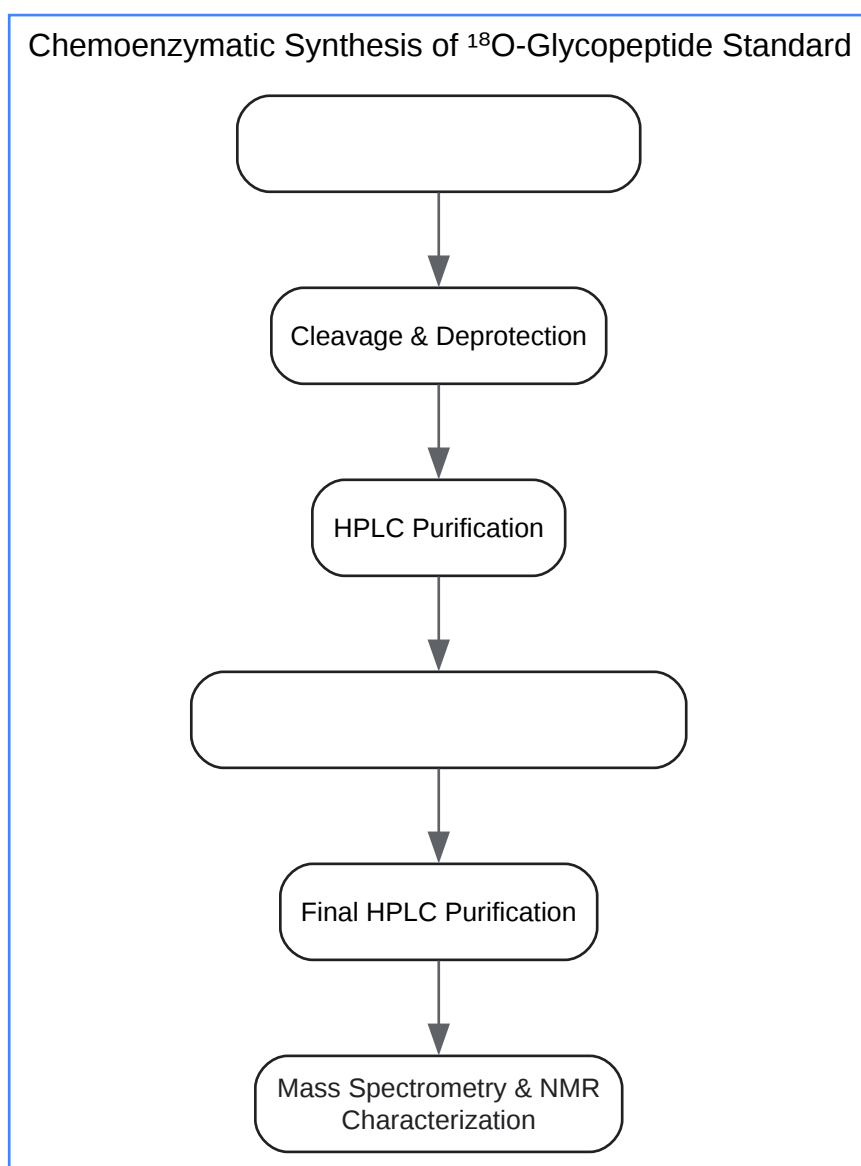 Chemoenzymatic Synthesis of ¹⁸O-Glycopeptide Standard
Cleavage & Deprotection
HPLC Purification
Final HPLC Purification
Mass Spectrometry & NMR
Characterization